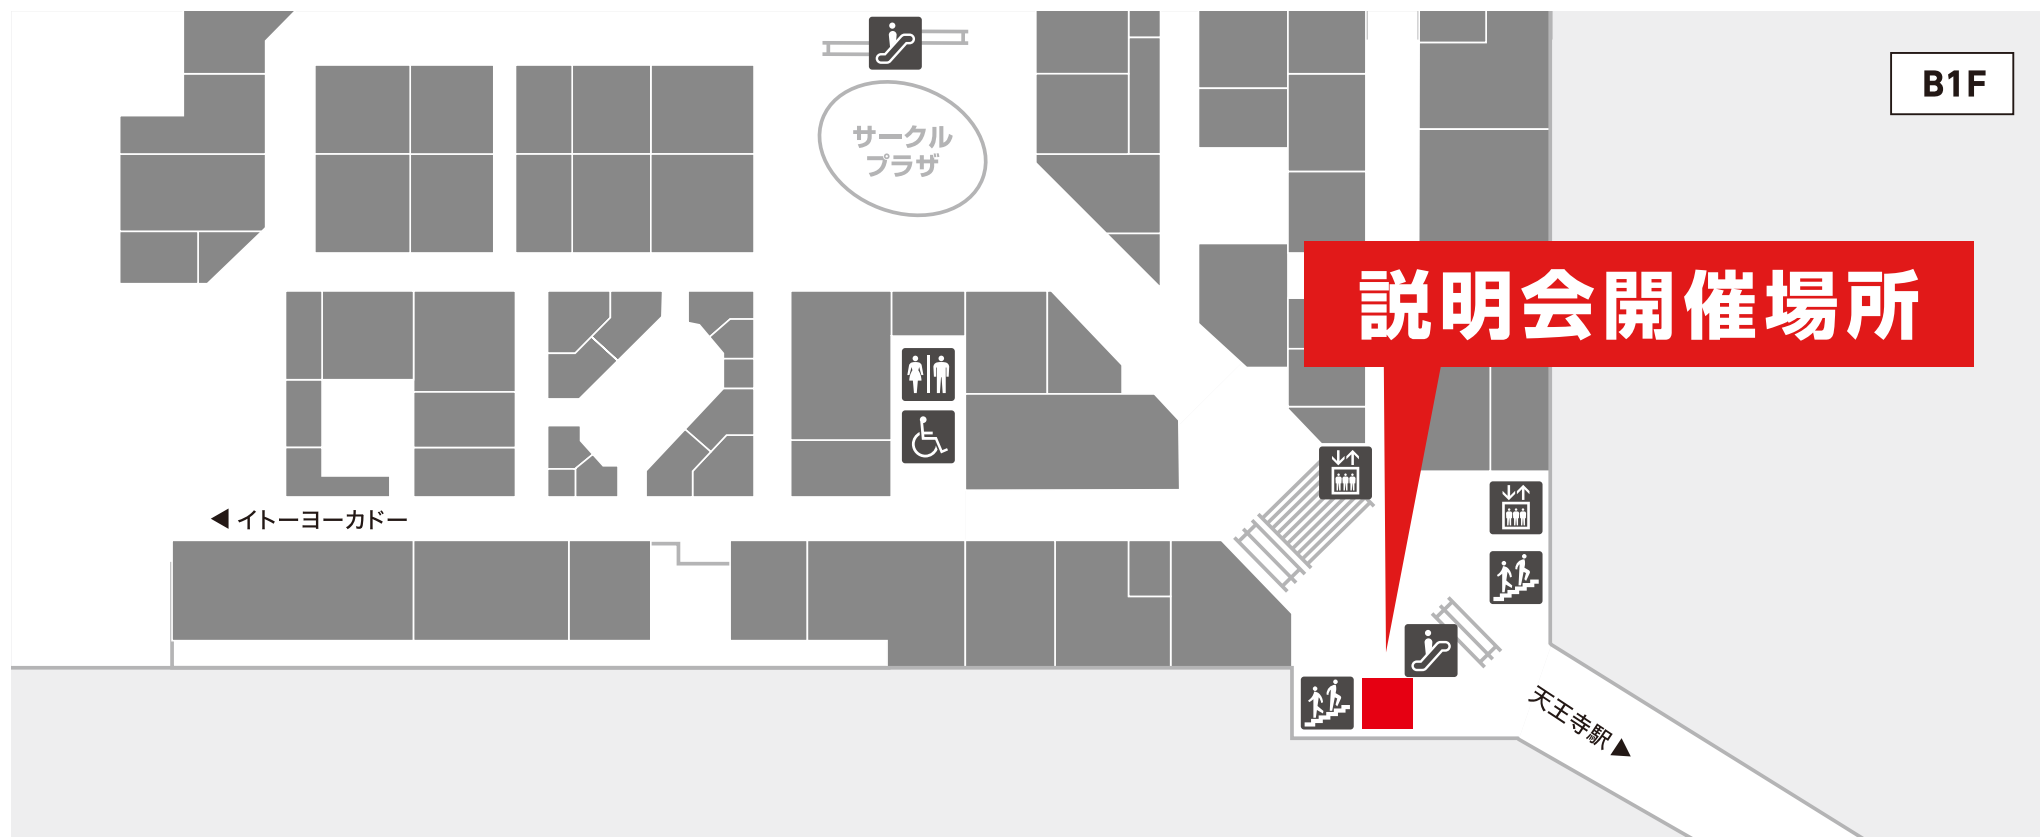 B1F
サークル
プラザ
説明会開催場所
イトーヨーカドー
天王寺駅